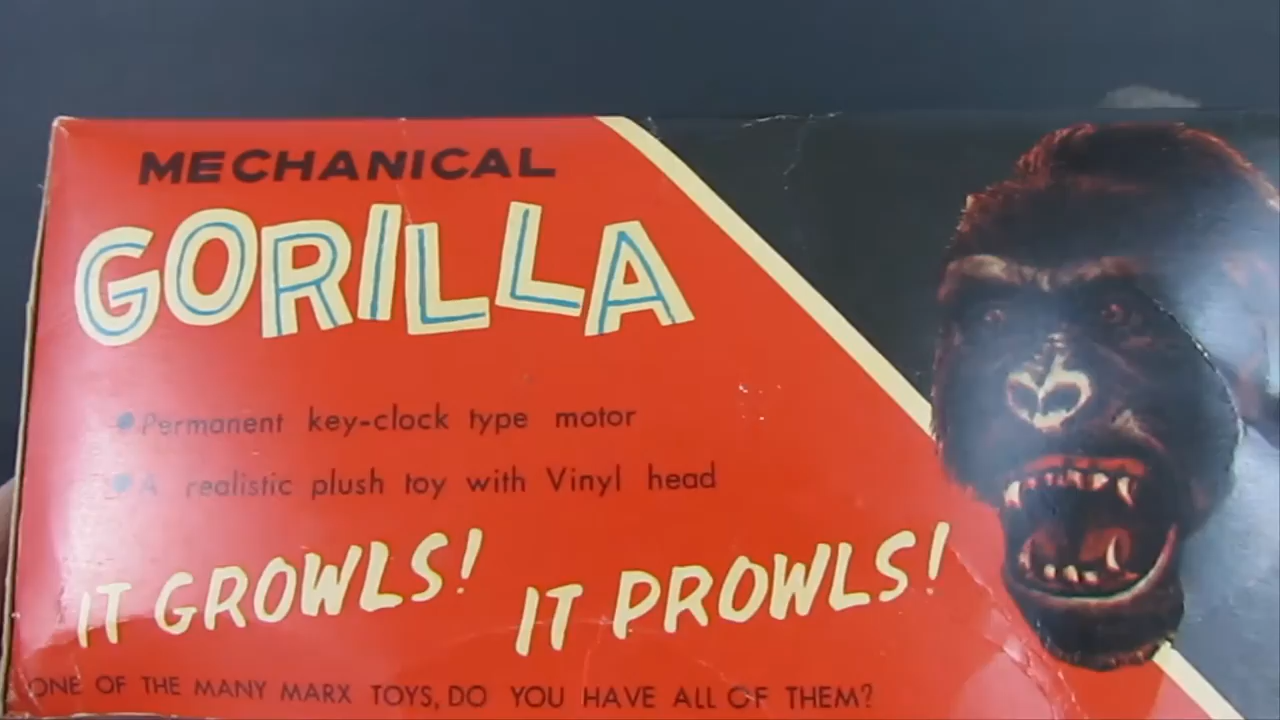 MECHANICAL
GORILLA
• Permanent key-clock type motor
• A realistic plush toy with Vinyl head
IT GROWLS! IT PROWLS!
ONE OF THE MANY MARX TOYS, DO YOU HAVE ALL OF THEM?